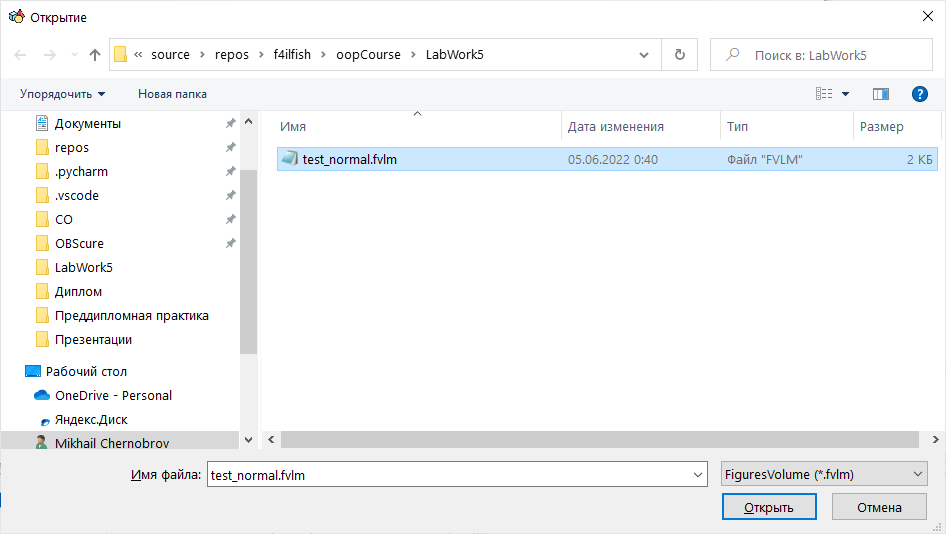 Открытие
« source › repos › f4ilfish › oopCourse › LabWork5
Поиск в: LabWork5
Упорядочить
Новая папка
Документы
repos
.pycharm
.vscode
CO
OBScure
LabWork5
Диплом
Преддипломная практика
Презентации
Рабочий стол
OneDrive - Personal
Яндекс.Диск
Mikhail Chernobrov
Имя Дата изменения Тип Размер
test_normal.fvlm 05.06.2022 0:40 Файл "FVLM" 2 КБ
Имя файла: test_normal.fvlm FiguresVolume (*.fvlm)
Открыть Отмена